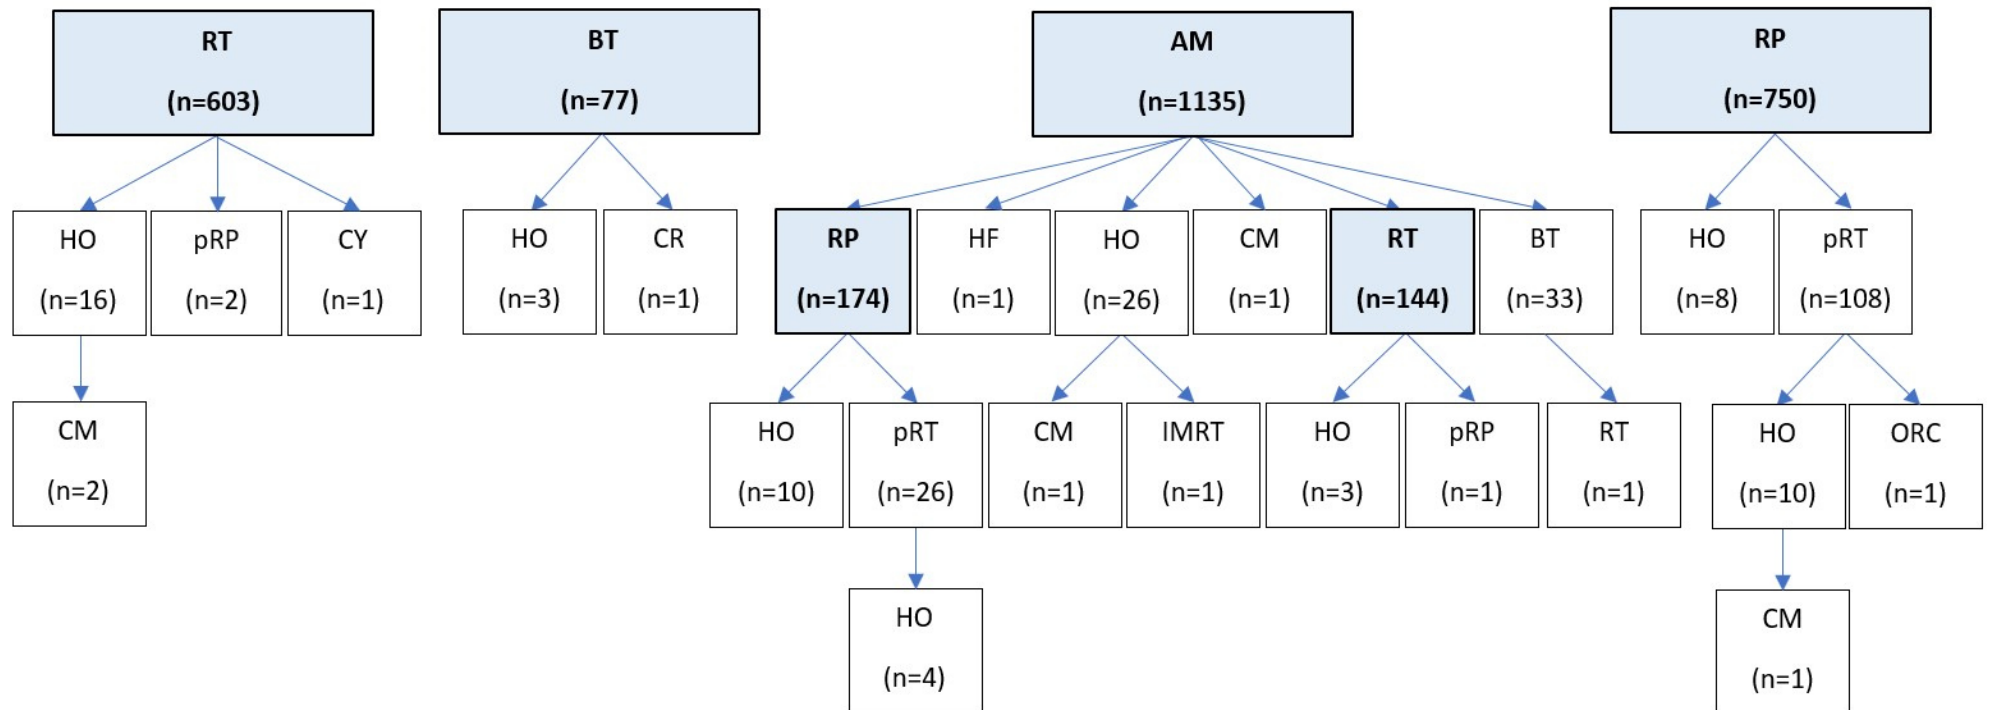 RT
(n=603)
BT
(n=77)
AM
(n=1135)
RP
(n=750)
HO
(n=16)
pRP
(n=2)
CY
(n=1)
HO
(n=3)
CR
(n=1)
RP
(n=174)
HF
(n=1)
HO
(n=26)
CM
(n=1)
RT
(n=144)
BT
(n=33)
HO
(n=8)
pRT
(n=108)
CM
(n=2)
HO
(n=10)
pRT
(n=26)
CM
(n=1)
IMRT
(n=1)
HO
(n=3)
pRP
(n=1)
RT
(n=1)
HO
(n=10)
ORC
(n=1)
HO
(n=4)
CM
(n=1)